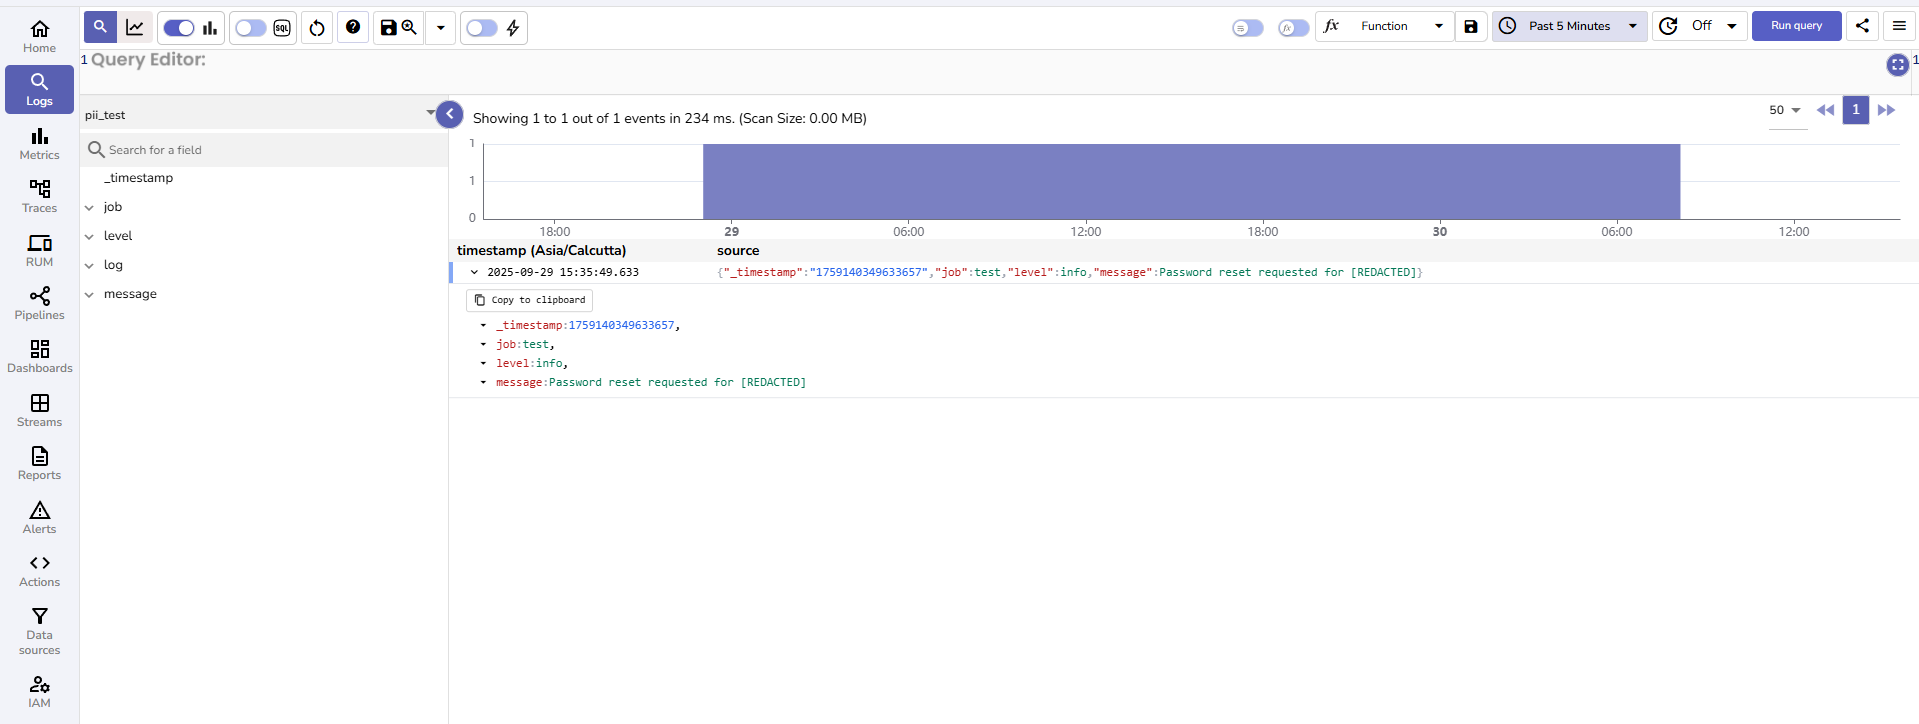 Home
Logs
Metrics
Traces
RUM
Pipelines
Dashboards
Streams
Reports
Alerts
Actions
Data
sources
IAM
SQL
fx
Function
Past 5 Minutes
Off
Run query
1 Query Editor:
1
pii_test
Search for a field
_timestamp
job
level
log
message
Showing 1 to 1 out of 1 events in 234 ms. (Scan Size: 0.00 MB)
50
1
1
1
0
18:00 29 06:00 12:00 18:00 30 06:00 12:00
timestamp (Asia/Calcutta) source
2025-09-29 15:35:49.633 {"_timestamp":"1759140349633657","job":test,"level":info,"message":Password reset requested for [REDACTED]}
Copy to clipboard
_timestamp:1759140349633657,
job:test,
level:info,
message:Password reset requested for [REDACTED]